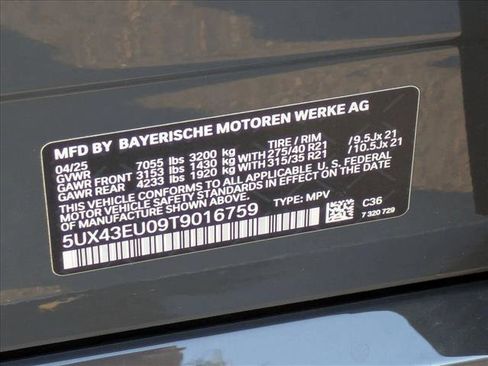 MFD BY BAYERISCHE MOTOREN WERKE AG
04/25 TIRE / RIM
GVWR 7055 lbs 3200 kg
GAWR FRONT 3153 lbs 1430 kg WITH 275/40 R21 /9.5Jx 21
GAWR REAR 4233 lbs 1920 kg WITH 315/35 R21 /10.5Jx 21
THIS VEHICLE CONFORMS TO ALL APPLICABLE U.S. FEDERAL
MOTOR VEHICLE SAFETY STANDARDS IN EFFECT ON THE DATE
OF MANUFACTURE SHOWN ABOVE.
5UX43EU09T9016759 TYPE: MPV C36
7 320 729